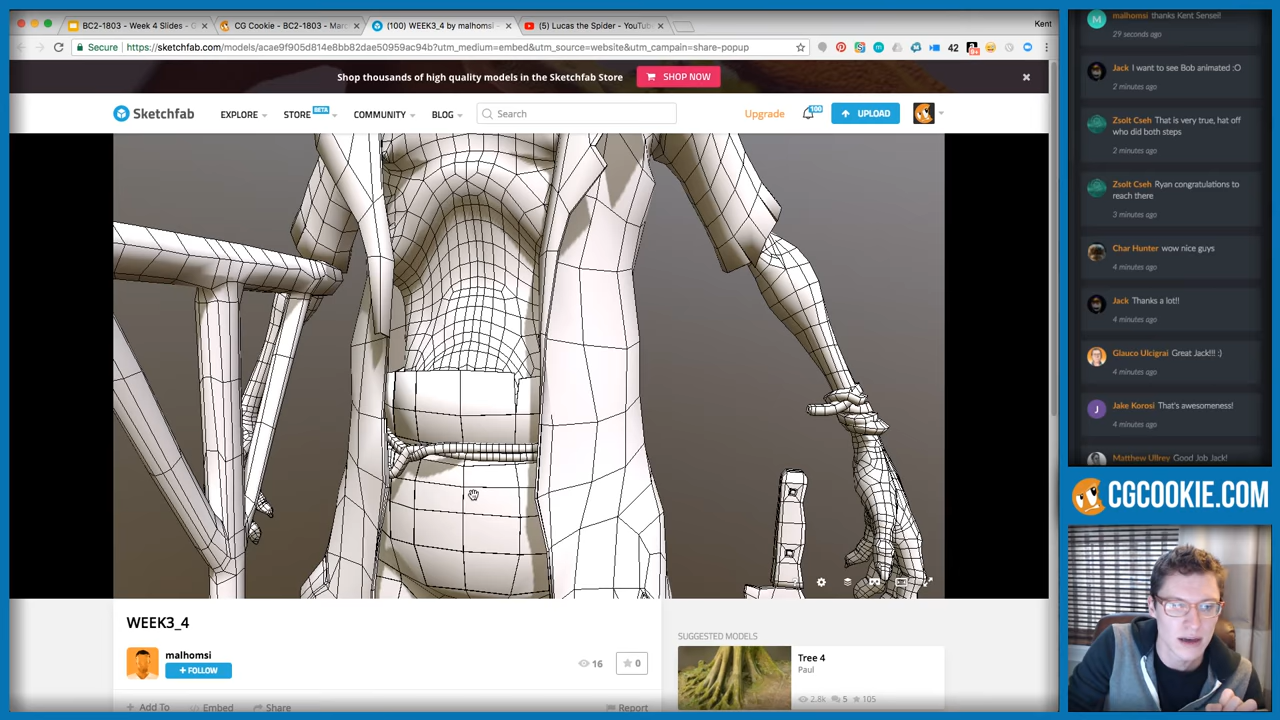 BC2-1803 - Week 4 Slides - G
CG Cookie - BC2-1803 - Marc
(100) WEEK3_4 by malhomsi -
(5) Lucas the Spider - YouTube
Kent
Secure
https://sketchfab.com/models/acae9f905d814e8bb82dae50959ac94b?utm_medium=embed&utm_source=website&utm_campain=share-popup
42
Shop thousands of high quality models in the Sketchfab Store
SHOP NOW
Sketchfab
EXPLORE
STORE
BETA
COMMUNITY
BLOG
Search
Upgrade
100
UPLOAD
WEEK3_4
malhomsi
+ FOLLOW
16
0
Add To
Embed
Share
Report
SUGGESTED MODELS
Tree 4
Paul
2.8k
5
105
malhomsi thanks Kent Sensei!
29 seconds ago
Jack I want to see Bob animated :O
2 minutes ago
Zsolt Cseh That is very true, hat off
who did both steps
2 minutes ago
Zsolt Cseh Ryan congratulations to
reach there
3 minutes ago
Char Hunter wow nice guys
4 minutes ago
Jack Thanks a lot!!
4 minutes ago
Glauco Ulcigrai Great Jack!!! :)
4 minutes ago
J
Jake Korosi That's awesomeness!
4 minutes ago
Matthew Ullrey Good Job Jack!
CGCOOKIE.COM